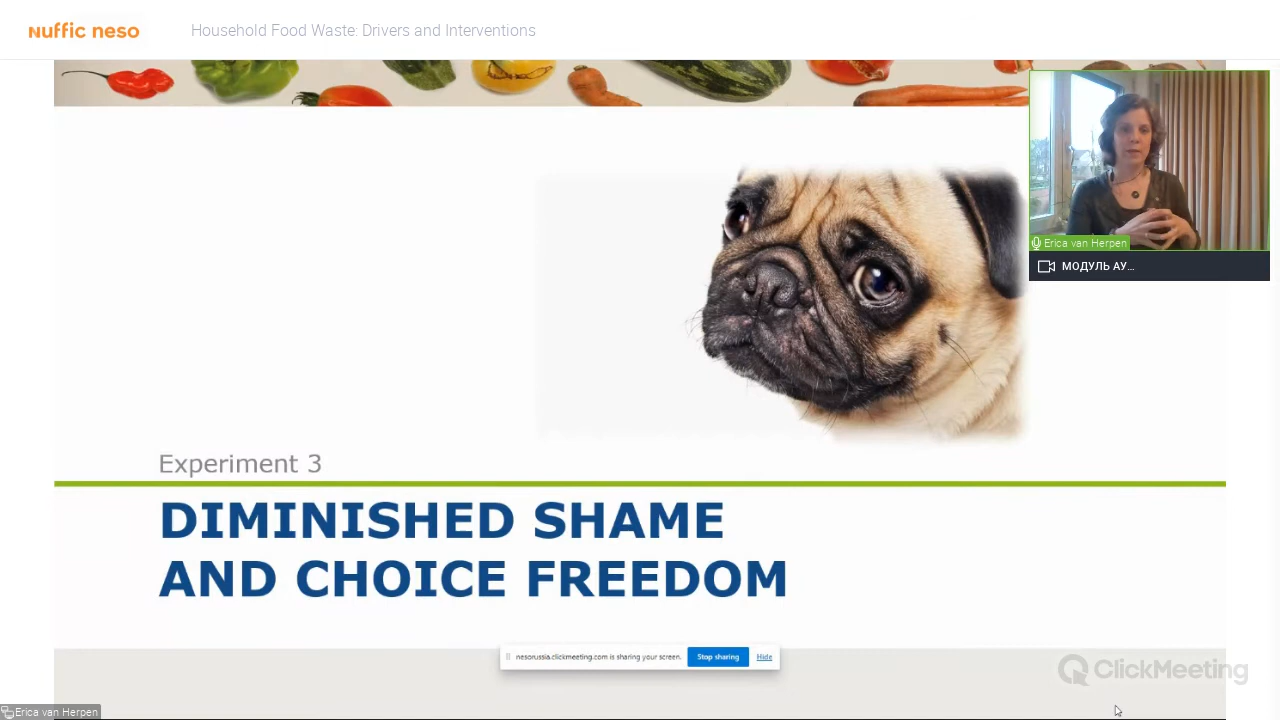 Nuffic neso
Household Food Waste: Drivers and Interventions
Erica van Herpen
МОДУЛЬ АУ...
Experiment 3
DIMINISHED SHAME
AND CHOICE FREEDOM
nesorussia.clickmeeting.com is sharing your screen.
Stop sharing
Hide
ClickMeeting
Erica van Herpen